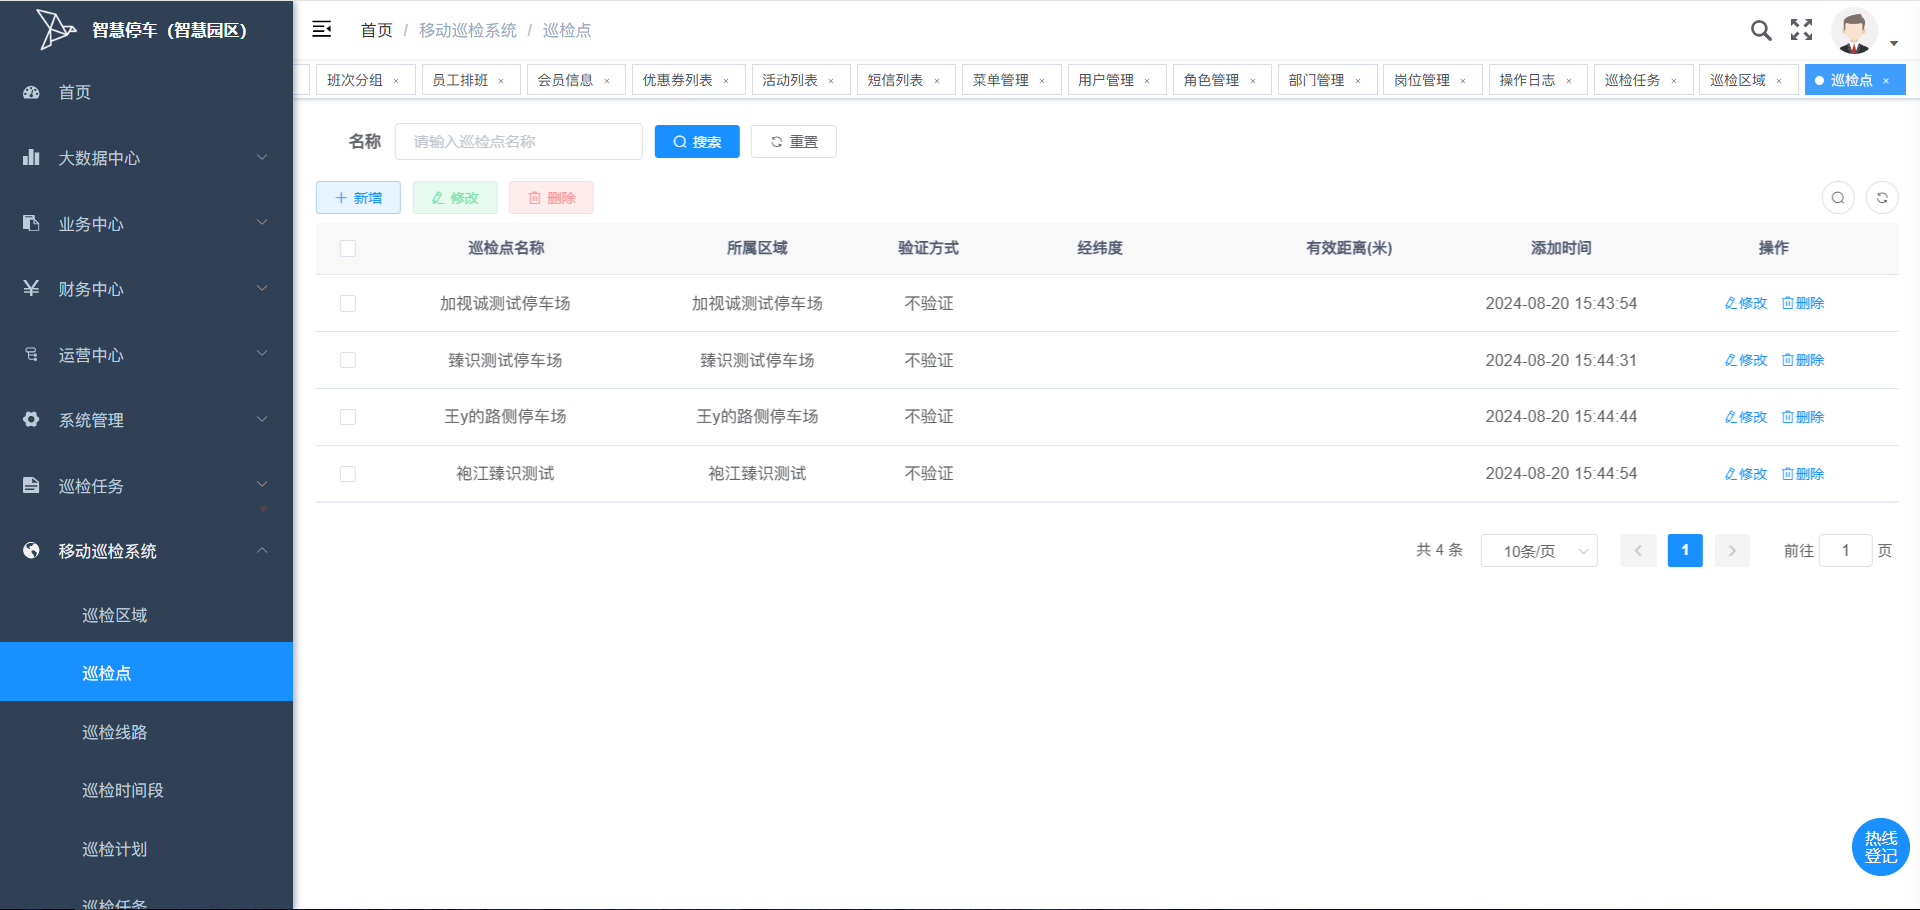 智慧停车（智慧园区）
首页 / 移动巡检系统 / 巡检点
首页
大数据中心
业务中心
财务中心
运营中心
系统管理
巡检任务
移动巡检系统
巡检区域
巡检点
巡检线路
巡检时间段
巡检计划
巡检任务
班次分组 × 员工排班 × 会员信息 × 优惠券列表 × 活动列表 × 短信列表 × 菜单管理 × 用户管理 × 角色管理 × 部门管理 × 岗位管理 × 操作日志 × 巡检任务 × 巡检区域 × 巡检点 ×
名称 请输入巡检点名称 搜索 重置
新增 修改 删除
巡检点名称 所属区域 验证方式 经纬度 有效距离(米) 添加时间 操作
加视诚测试停车场 加视诚测试停车场 不验证 2024-08-20 15:43:54 修改 删除
臻识测试停车场 臻识测试停车场 不验证 2024-08-20 15:44:31 修改 删除
王y的路侧停车场 王y的路侧停车场 不验证 2024-08-20 15:44:44 修改 删除
袍江臻识测试 袍江臻识测试 不验证 2024-08-20 15:44:54 修改 删除
共 4 条 10条/页 1 前往 1 页
热线
登记